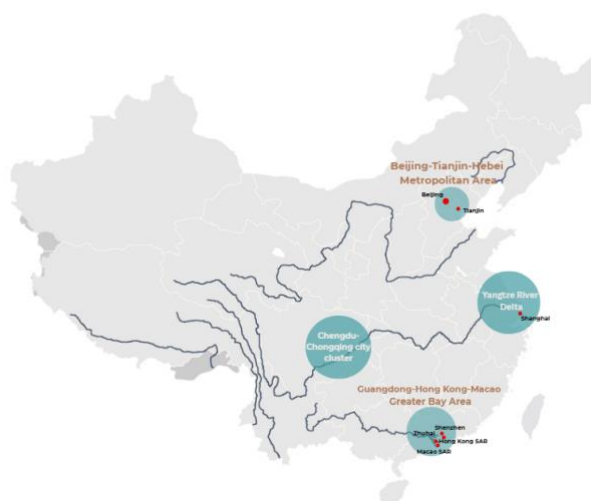 Beijing-Tianjin-Hebei
Metropolitan Area
Beijing
Tianjin
Yangtze River
Delta
Shanghai
Chengdu-
Chongqing city
cluster
Guangdong-Hong Kong-Macao
Greater Bay Area
Shenzhen
Zhuhai
Hong Kong SAR
Macao SAR